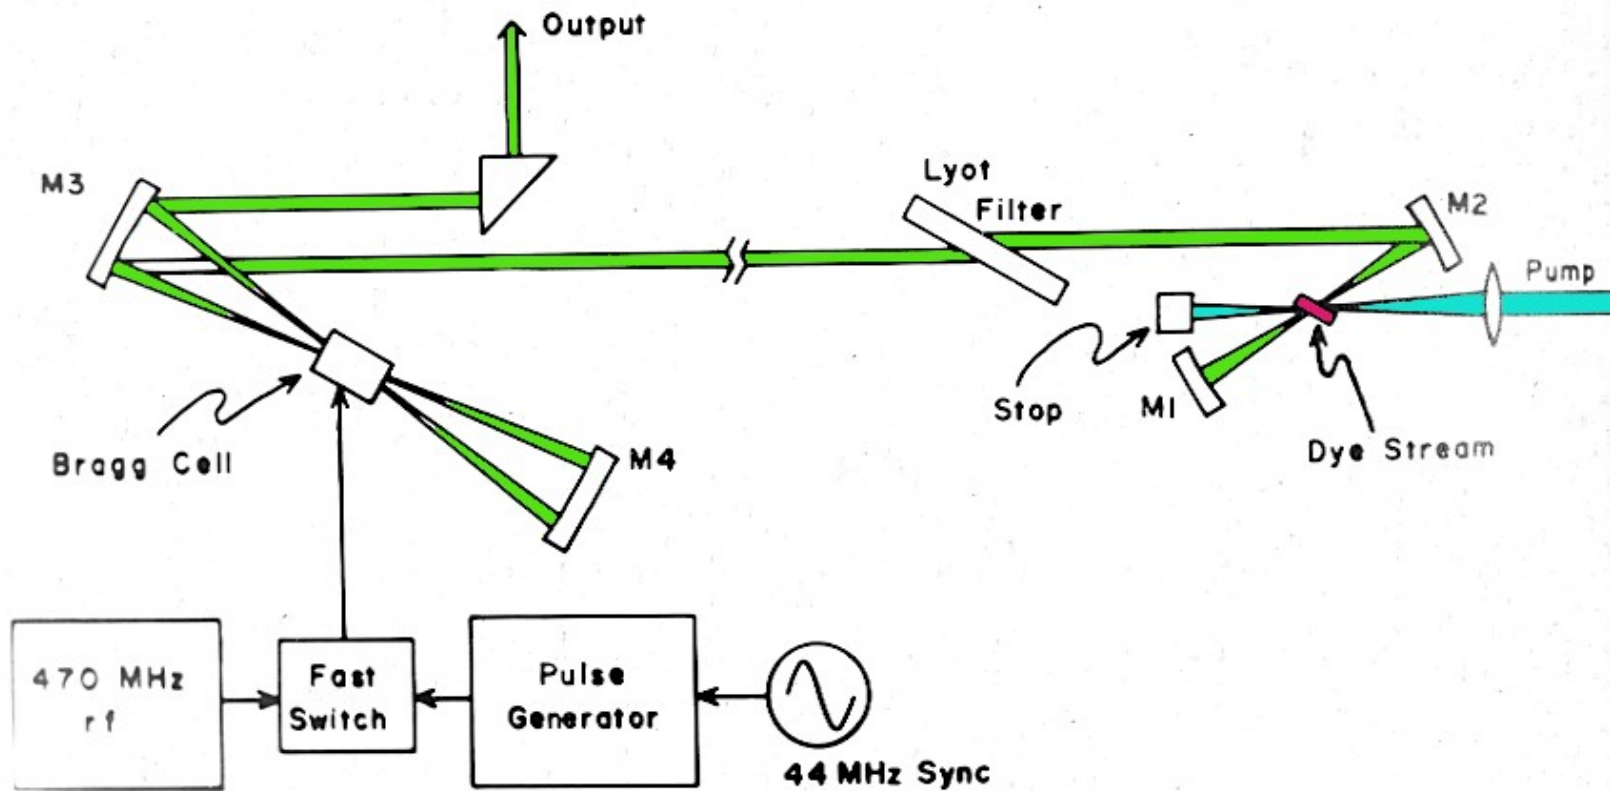 Output
M3
Lyot
Filter
M2
Pump
Stop
M1
Dye Stream
Bragg Cell
M4
470 MHz
rf
Fast
Switch
Pulse
Generator
44 MHz Sync